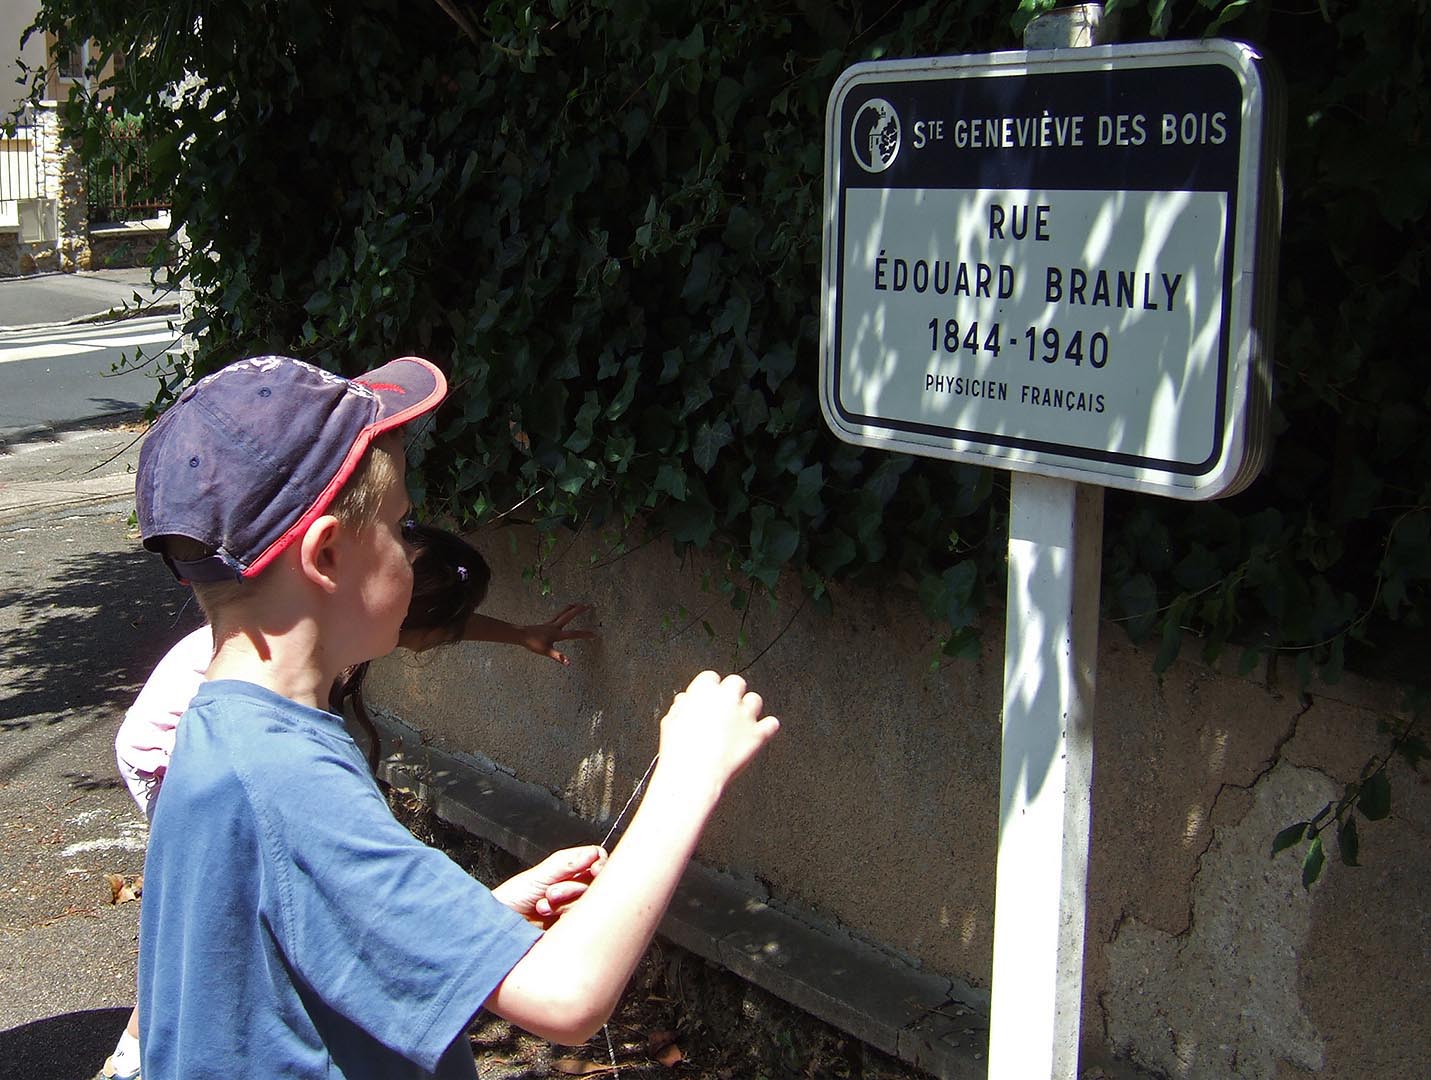 STE GENEVIÈVE DES BOIS
RUE
ÉDOUARD BRANLY
1844-1940
PHYSICIEN FRANÇAIS